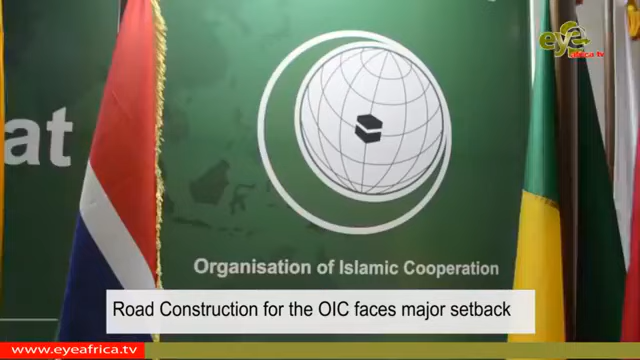 eye
africa tv
at
Organisation of Islamic Cooperation
Road Construction for the OIC faces major setback
www.eyeafrica.tv